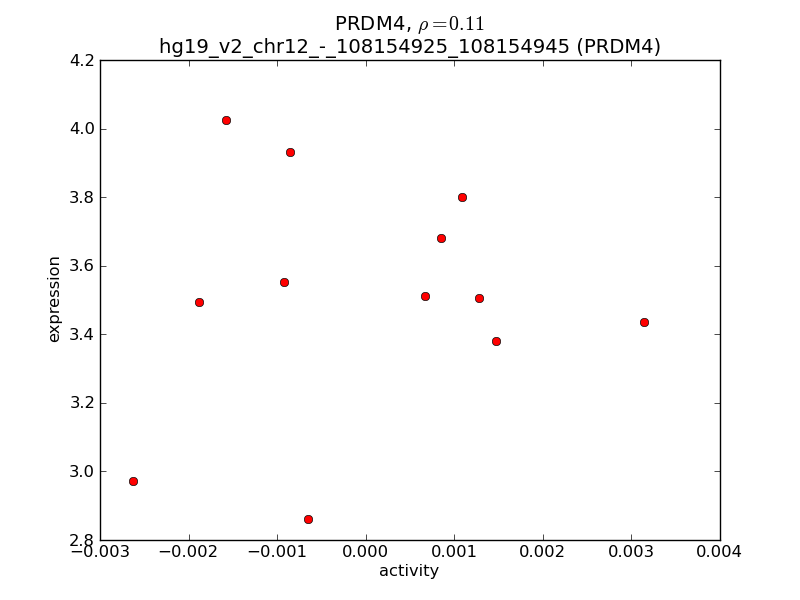 PRDM4, ρ=0.11
hg19_v2_chr12_-_108154925_108154945 (PRDM4)
4.2
4.0
3.8
3.6
3.4
3.2
3.0
2.8
expression
−0.003 −0.002 −0.001 0.000 0.001 0.002 0.003 0.004
activity